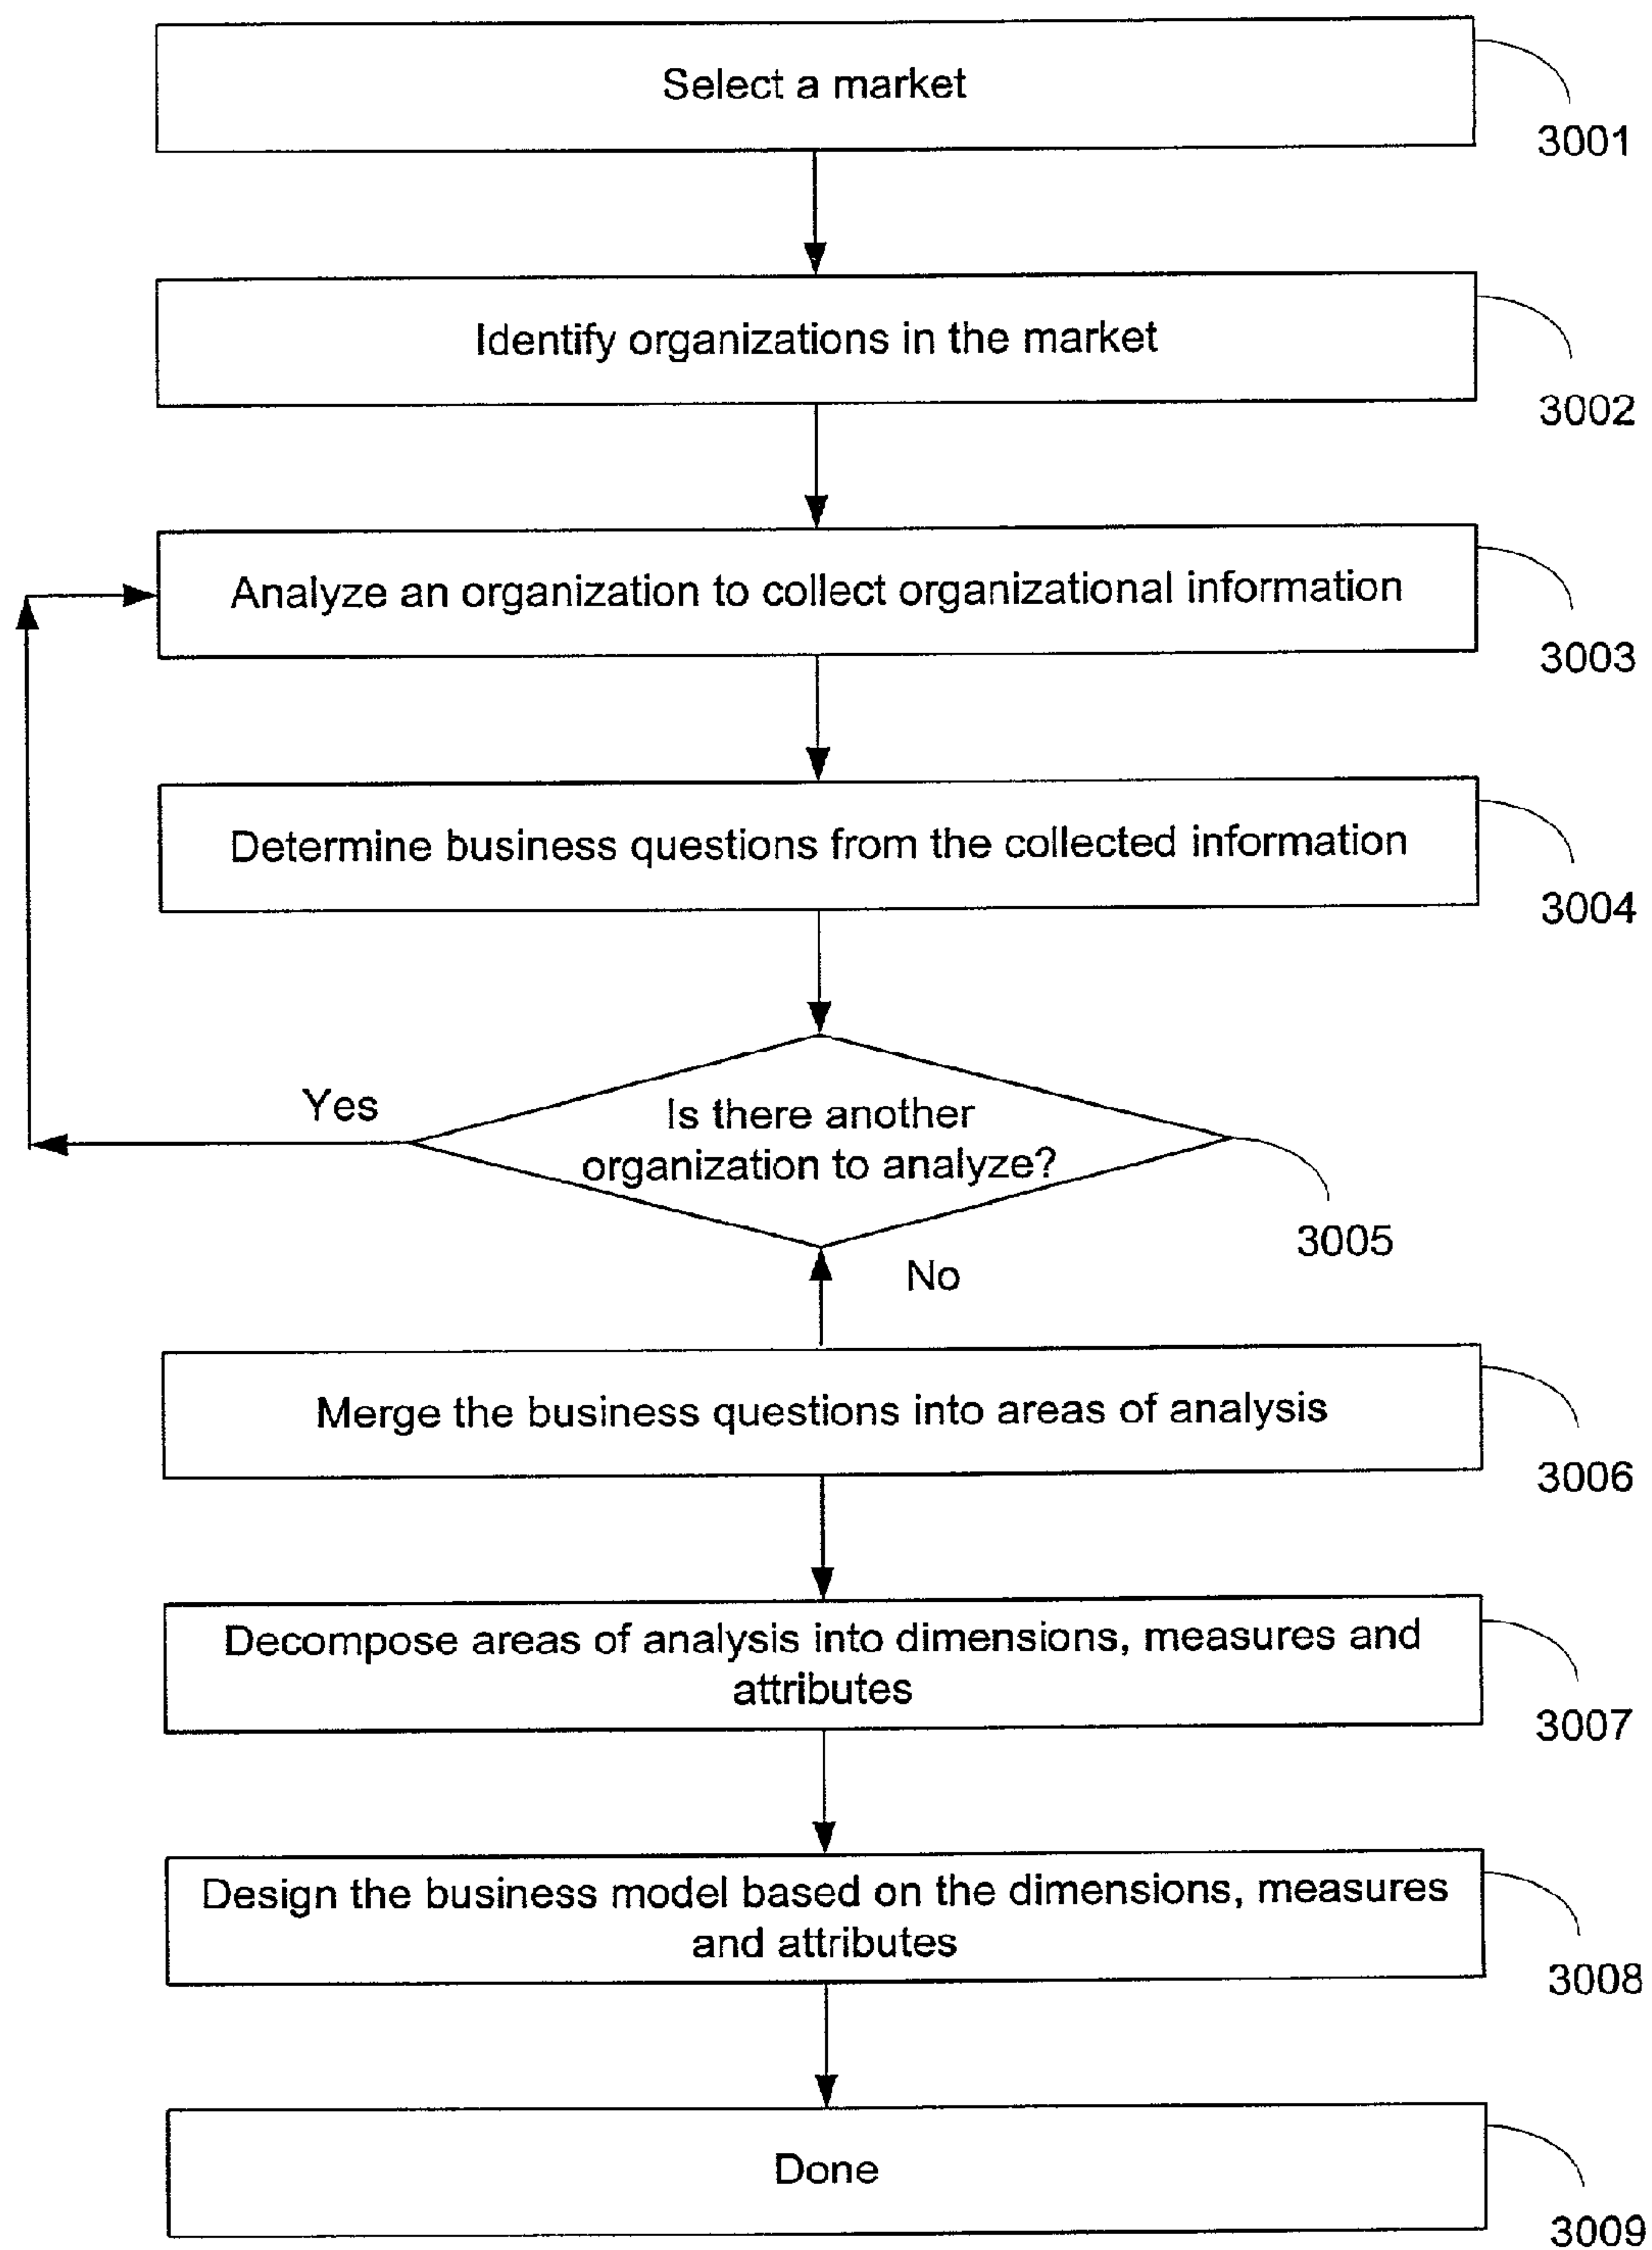 Select a market
3001
Identify organizations in the market
3002
Analyze an organization to collect organizational information
3003
Determine business questions from the collected information
3004
Yes
Is there another
organization to analyze?
3005
No
Merge the business questions into areas of analysis
3006
Decompose areas of analysis into dimensions, measures and
attributes
3007
Design the business model based on the dimensions, measures
and attributes
3008
Done
3009